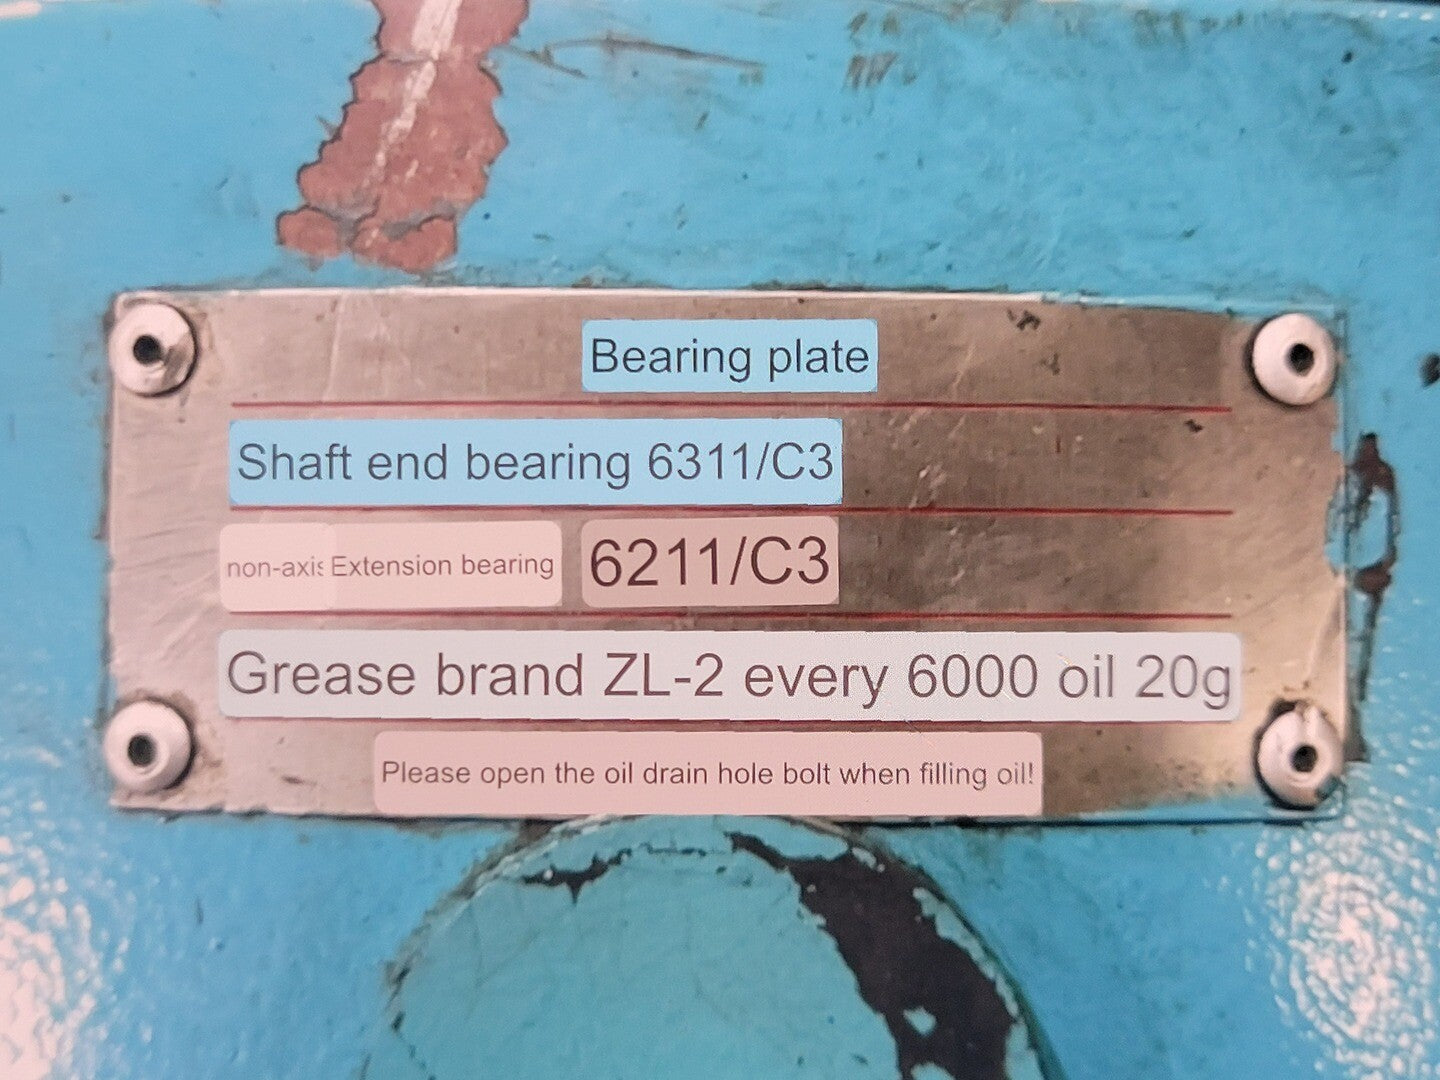 Bearing plate
Shaft end bearing 6311/C3
non-axis Extension bearing 6211/C3
Grease brand ZL-2 every 6000 oil 20g
Please open the oil drain hole bolt when filling oil!